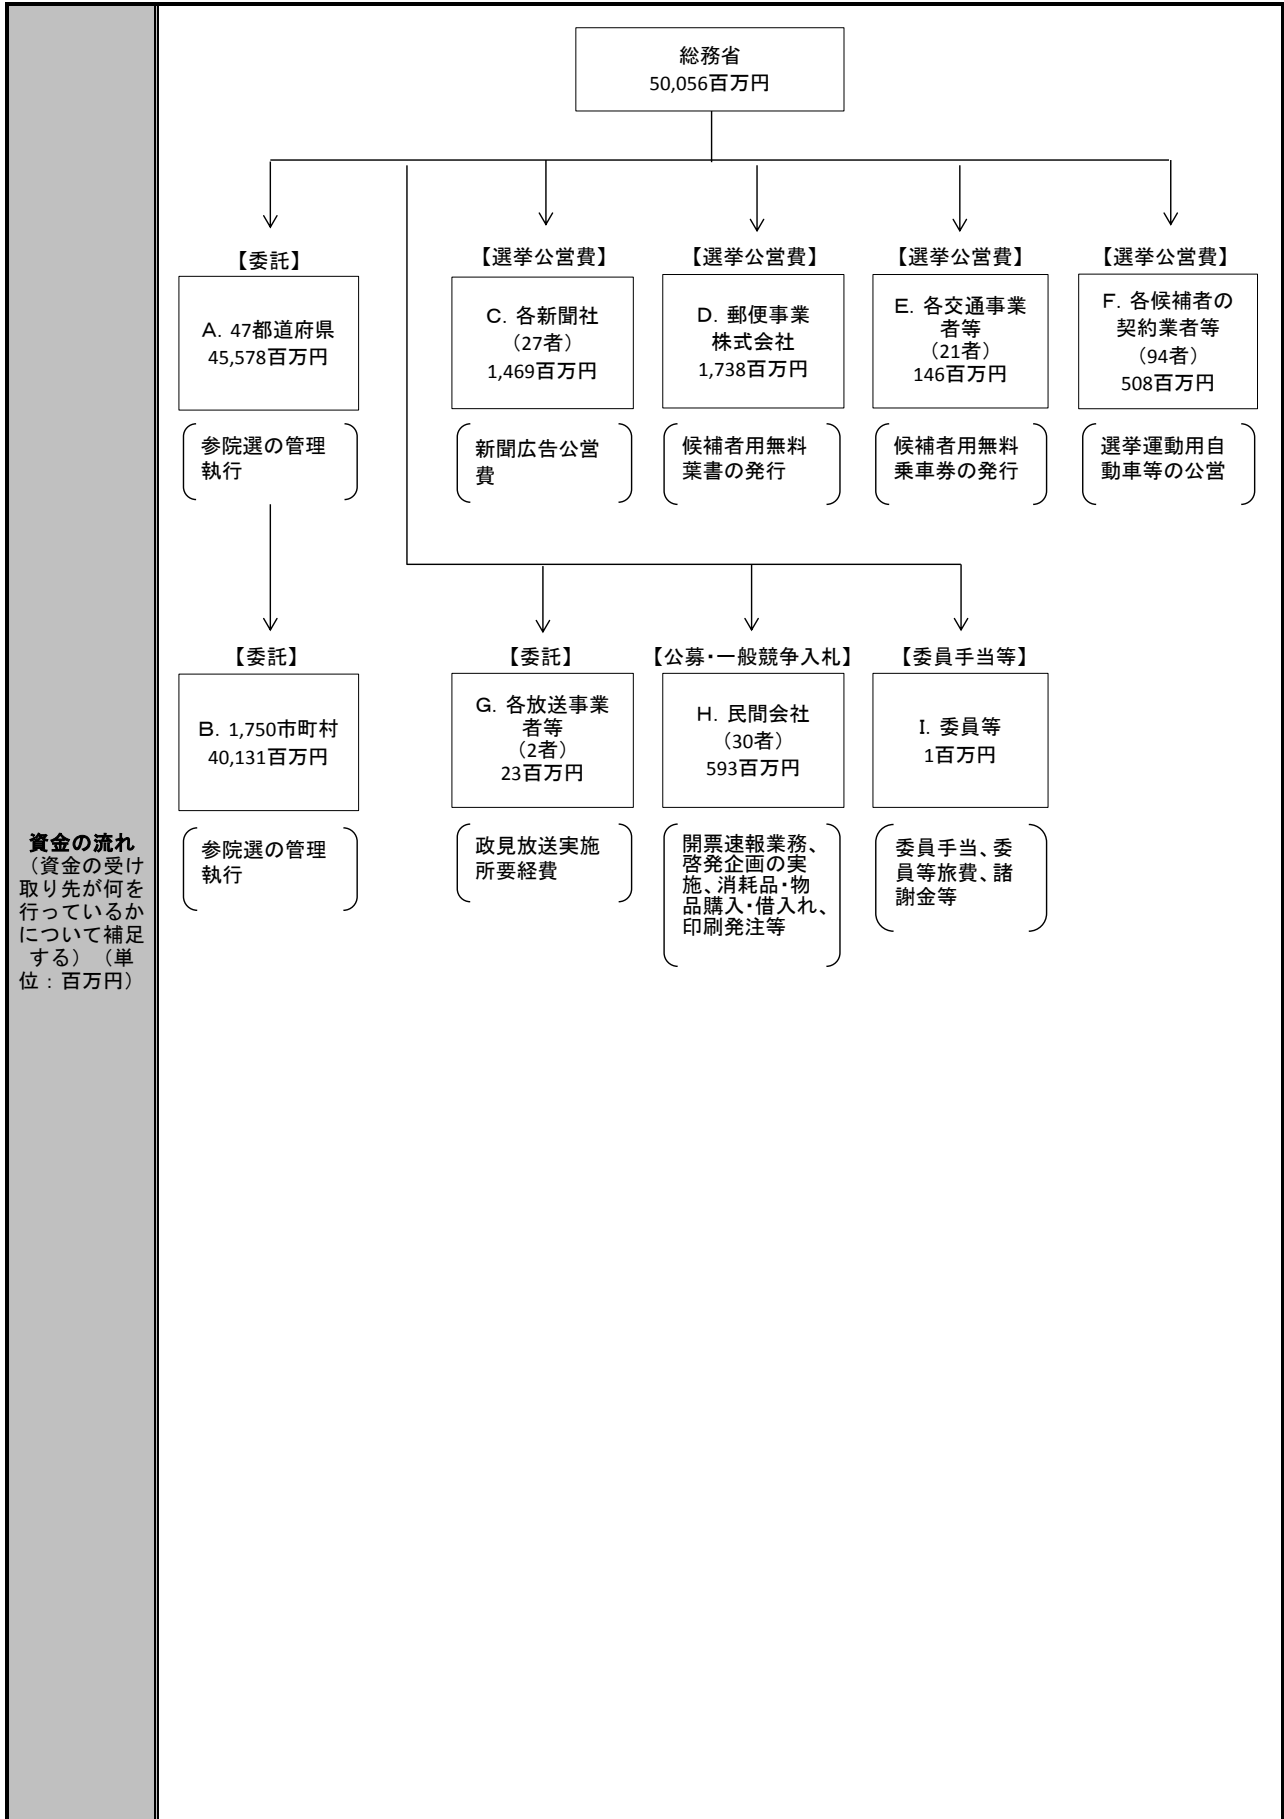 資金の流れ
（資金の受け
取り先が何を
行っているか
について補足
する）（単
位：百万円）
総務省
50,056百万円
【委託】
A. 47都道府県
45,578百万円
参院選の管理
執行
【選挙公営費】
C. 各新聞社
（27者）
1,469百万円
新聞広告公営
費
【選挙公営費】
D. 郵便事業
株式会社
1,738百万円
候補者用無料
葉書の発行
【選挙公営費】
E. 各交通事業
者等
（21者）
146百万円
候補者用無料
乗車券の発行
【選挙公営費】
F. 各候補者の
契約業者等
（94者）
508百万円
選挙運動用自
動車等の公営
【委託】
B. 1,750市町村
40,131百万円
参院選の管理
執行
【委託】
G. 各放送事業
者等
（2者）
23百万円
政見放送実施
所要経費
【公募・一般競争入札】
H. 民間会社
（30者）
593百万円
開票速報業務、
啓発企画の実
施、消耗品・物
品購入・借入れ、
印刷発注等
【委員手当等】
I. 委員等
1百万円
委員手当、委
員等旅費、諸
謝金等